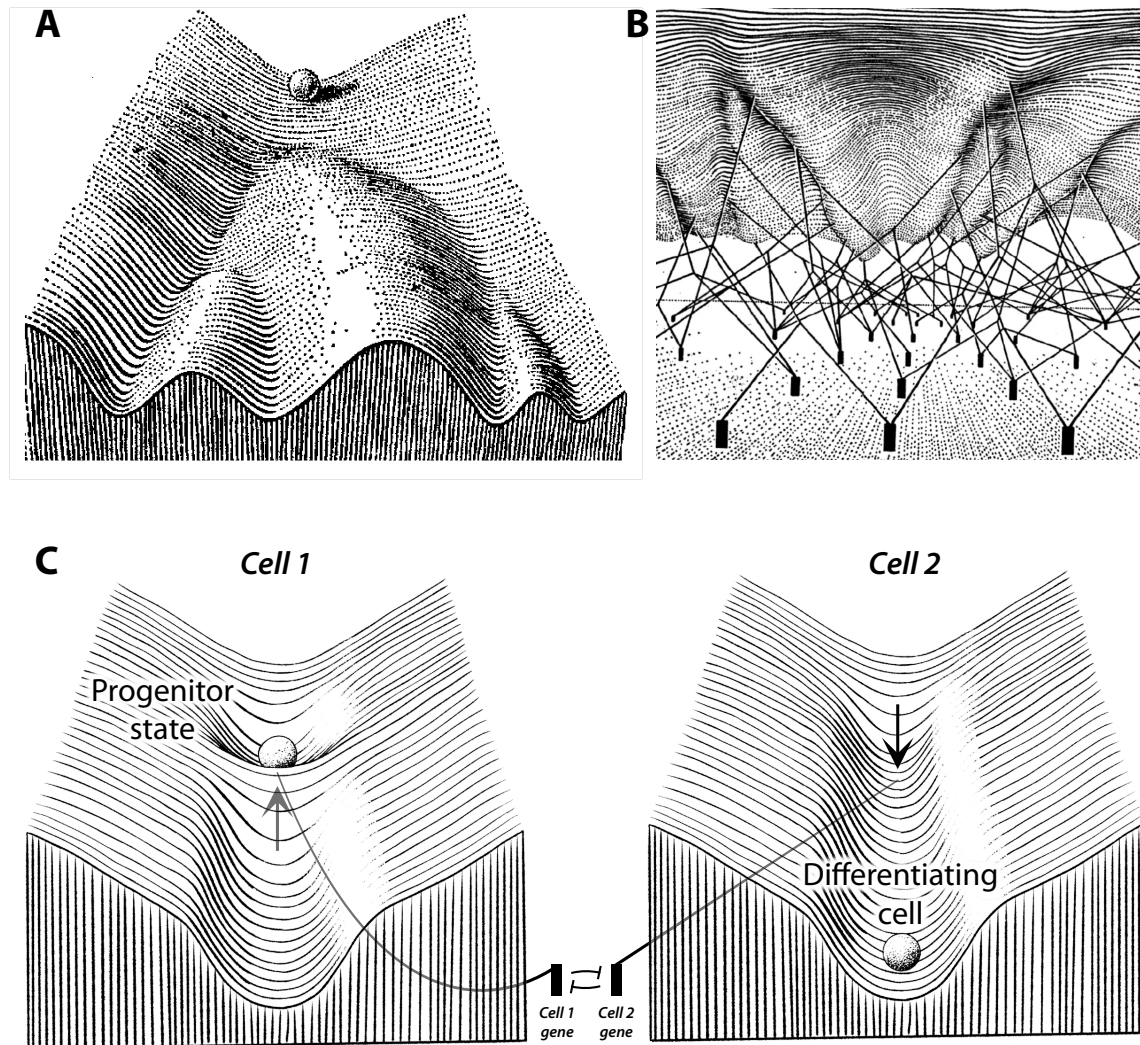 A
B
C
Cell 1
Cell 2
Progenitor
state
Differentiating
cell
Cell 1
gene
Cell 2
gene